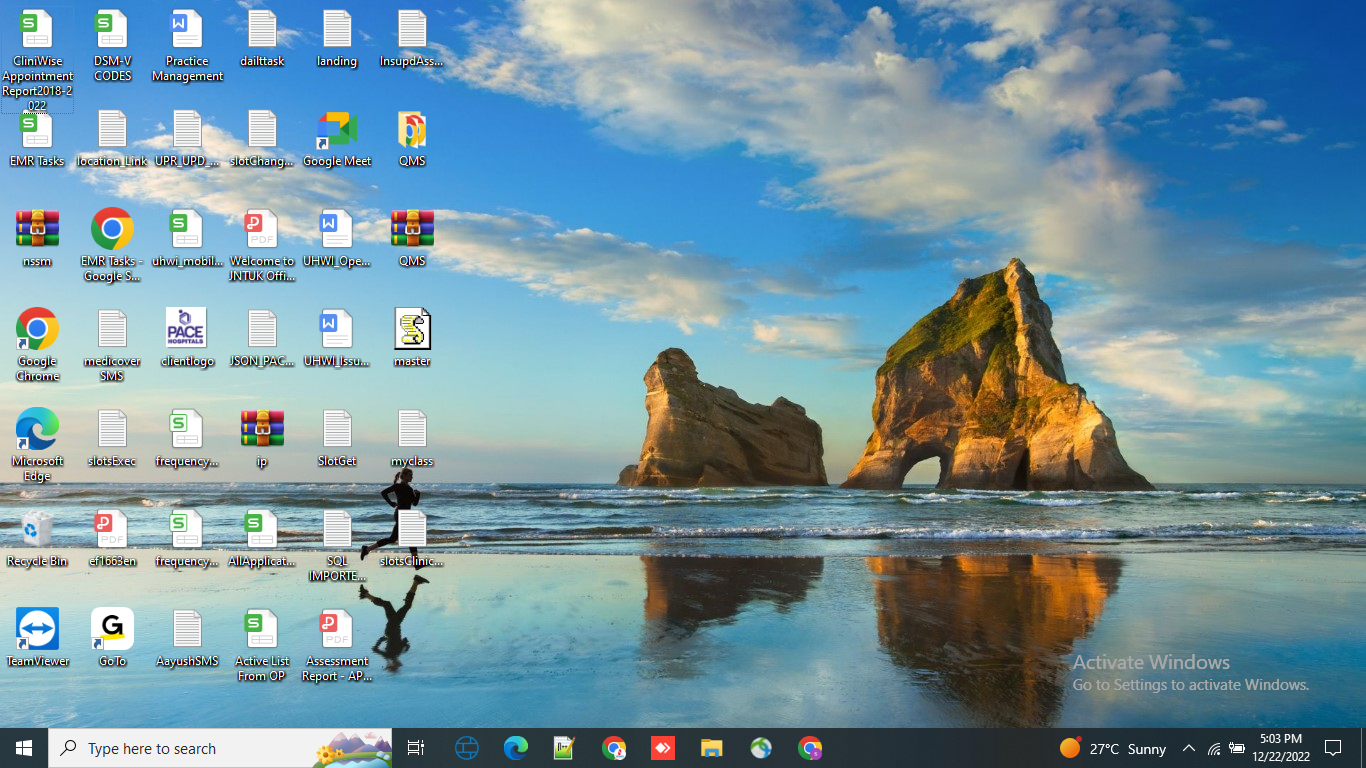 CliniWise
Appointment
Report2018-2
022
DSM-V
CODES
Practice
Management
dailttask
landing
InsupdAss...
EMR Tasks
location_Link
UPR_UPD_...
slotChang...
Google Meet
QMS
nssm
EMR Tasks -
Google S...
uhwi_mobil...
Welcome to
JNTUK Offi...
UHWI_Ope...
QMS
Google
Chrome
medicover
SMS
PACE
HOSPITALS
clientlogo
JSON_PAC...
UHWI_Issu...
master
Microsoft
Edge
slotsExec
frequency...
ip
SlotGet
myclass
Recycle Bin
ef1663en
frequency...
AllApplicat...
SQL
IMPORTE...
slotsClinic...
TeamViewer
GoTo
AayushSMS
Active List
From OP
Assessment
Report - AP...
Activate Windows
Go to Settings to activate Windows.
Type here to search
27°C Sunny
5:03 PM
12/22/2022